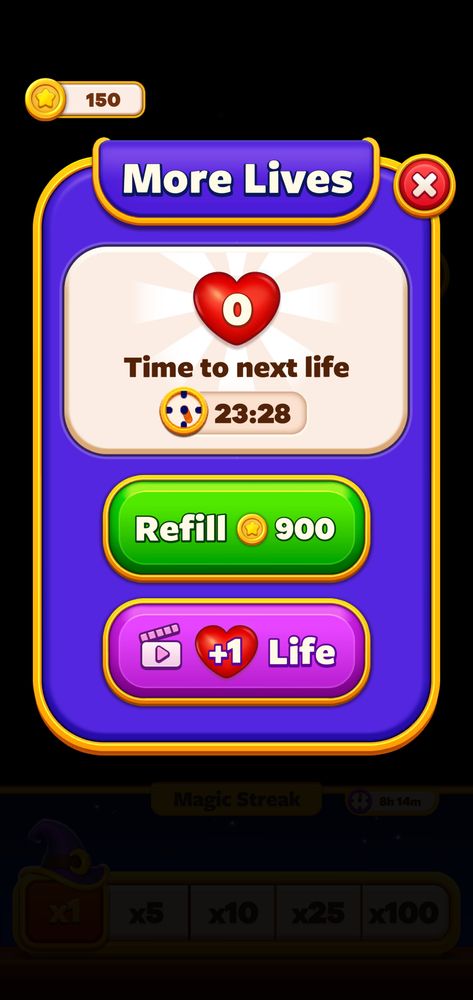 150
More Lives
0
Time to next life
23:28
Refill 900
+1 Life
Magic Streak
8h 14m
x1 x5 x10 x25 x100